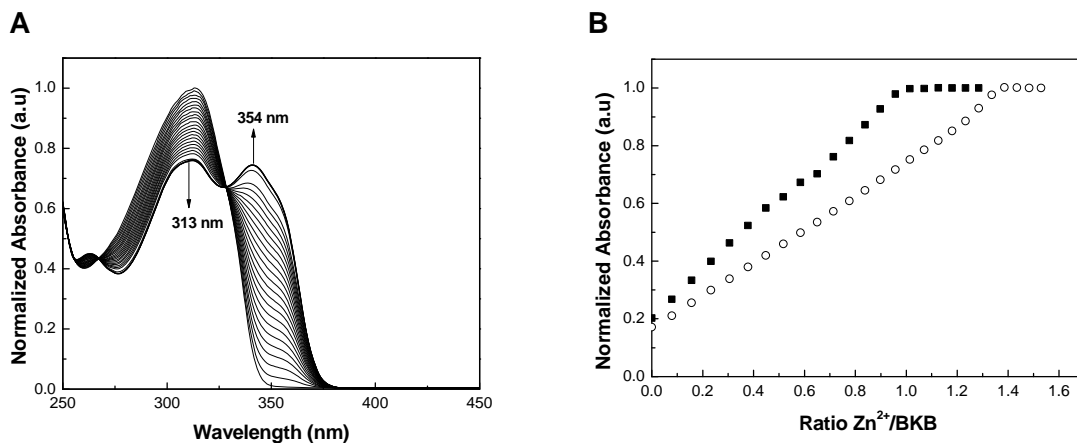 A
B
Normalized Absorbance (a.u)
1.0
0.8
0.6
0.4
0.2
0.0
354 nm
313 nm
250 300 350 400 450
Wavelength (nm)
Normalized Absorbance (a.u)
1.0
0.8
0.6
0.4
0.2
0.0
0.0 0.2 0.4 0.6 0.8 1.0 1.2 1.4 1.6
Ratio Zn²⁺/BKB